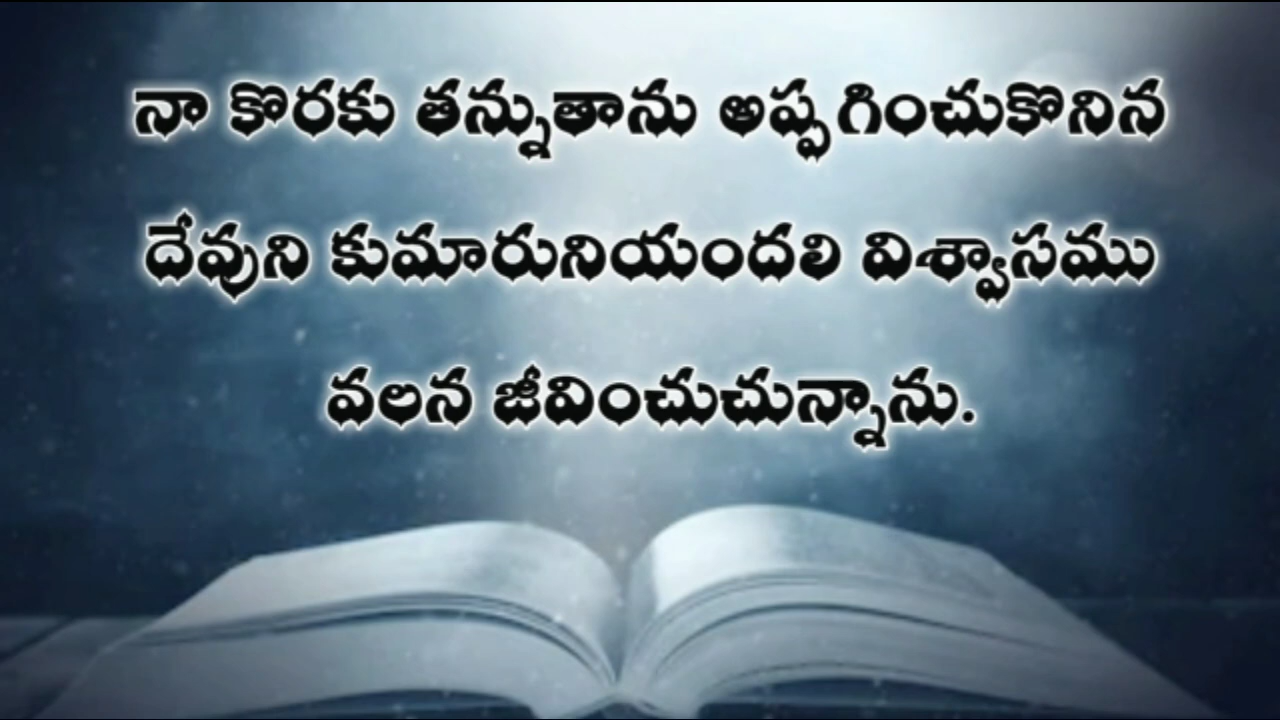 నా కొరకు తన్నుతాను అప్పగించుకొనిన
దేవుని కుమారునియందలి విశ్వాసము
వలన జీవించుచున్నాను.